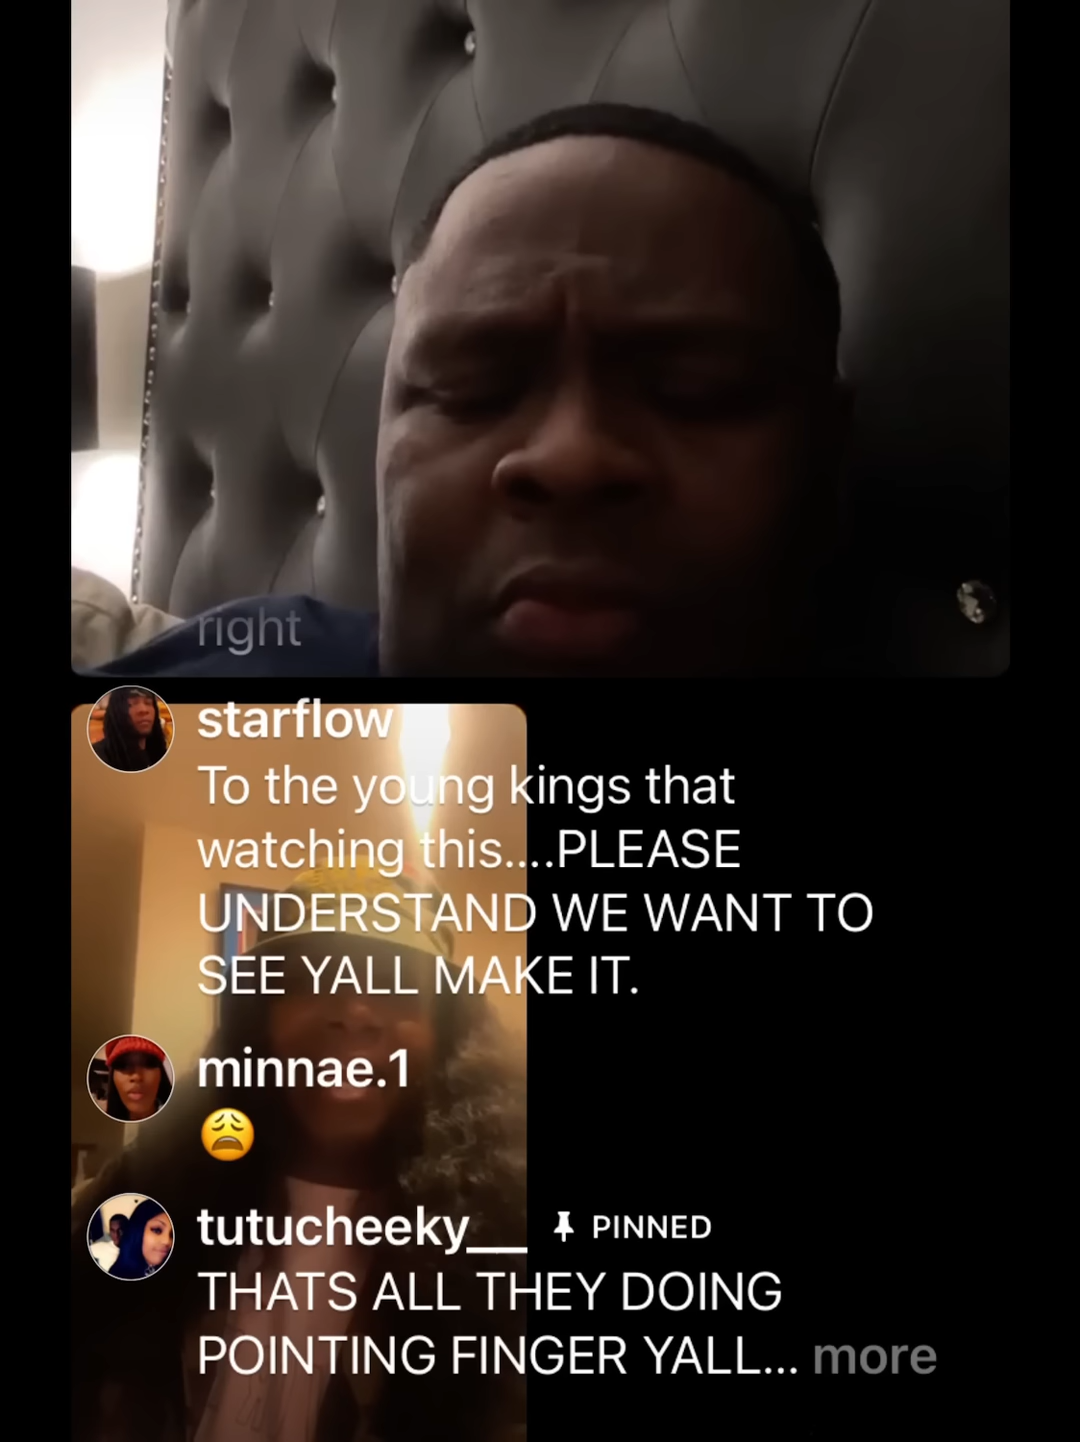 right
starflow
To the young kings that
watching this....PLEASE
UNDERSTAND WE WANT TO
SEE YALL MAKE IT.
minnae.1
😩
tutucheeky__ PINNED
THATS ALL THEY DOING
POINTING FINGER YALL... more